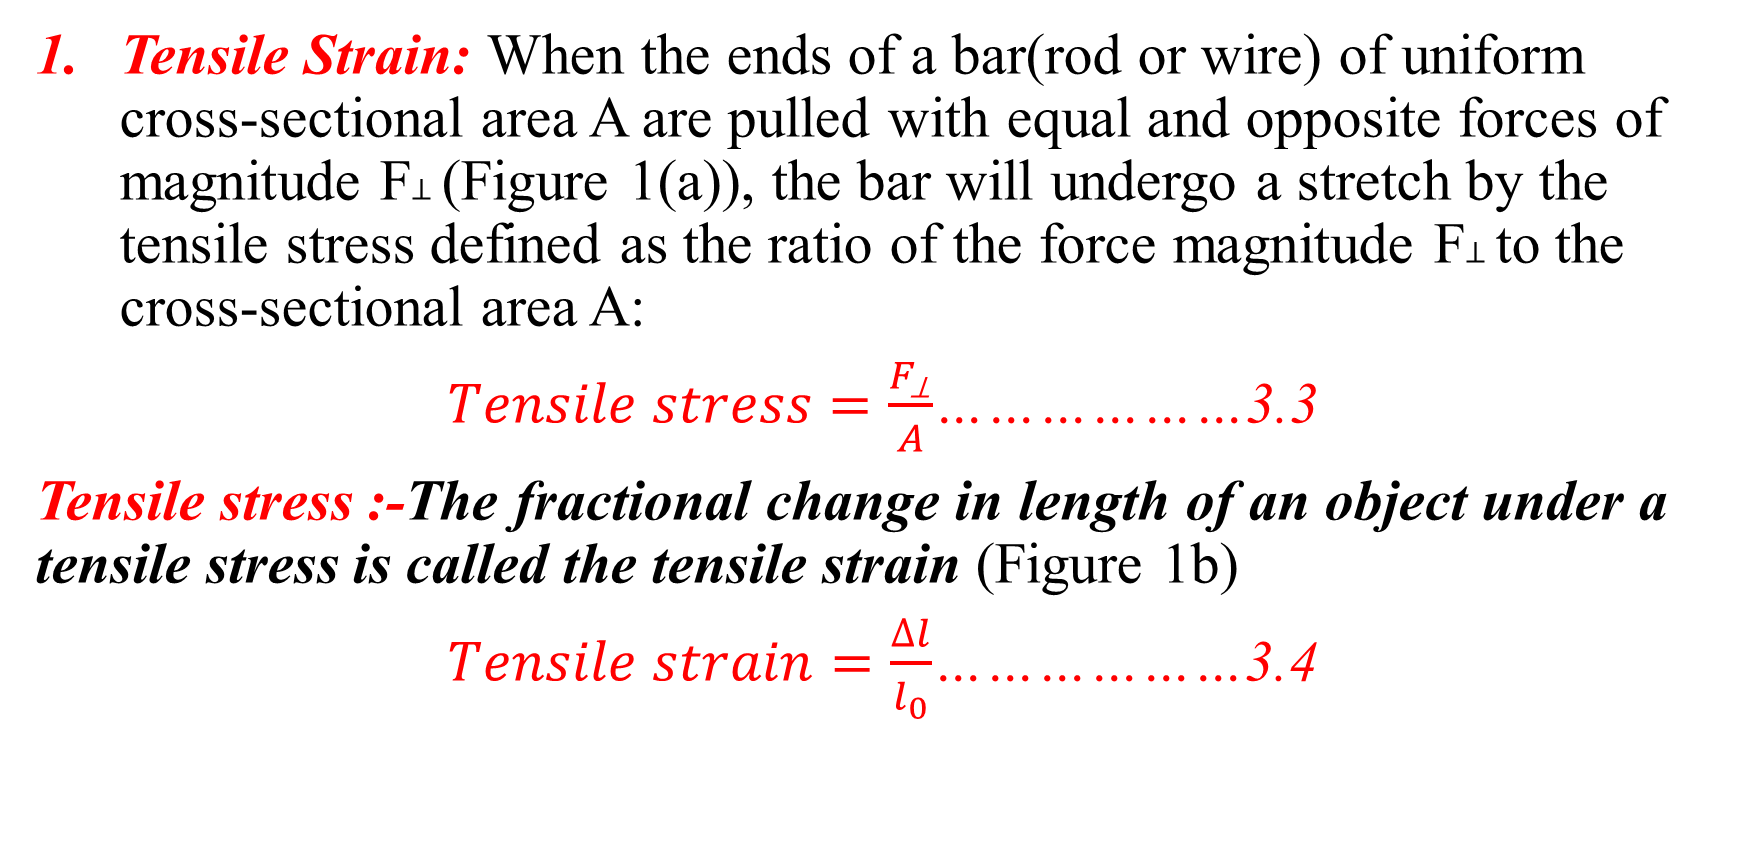 1. Tensile Strain: When the ends of a bar(rod or wire) of uniform
cross-sectional area A are pulled with equal and opposite forces of
magnitude F⊥ (Figure 1(a)), the bar will undergo a stretch by the
tensile stress defined as the ratio of the force magnitude F⊥ to the
cross-sectional area A:
Tensile stress = F⊥/A … … … … … …3.3
Tensile stress :-The fractional change in length of an object under a
tensile stress is called the tensile strain (Figure 1b)
Tensile strain = Δl/l₀ … … … … … …3.4